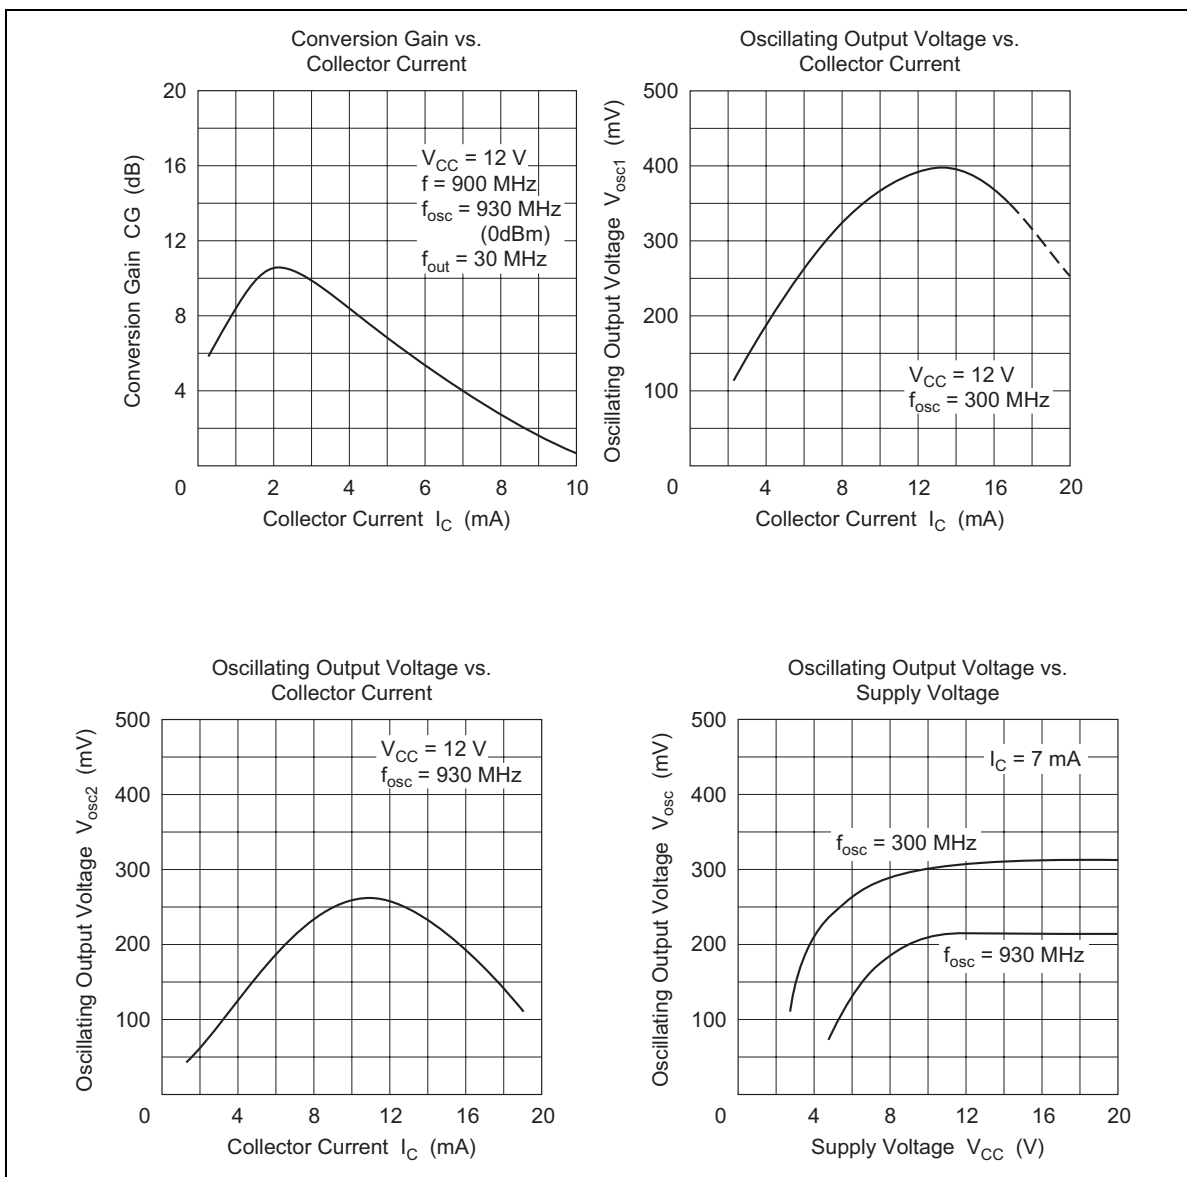 Conversion Gain vs.
Collector Current
Conversion Gain CG (dB)
20
16
12
8
4
0
V_CC = 12 V
f = 900 MHz
f_osc = 930 MHz
(0dBm)
f_out = 30 MHz
2 4 6 8 10
Collector Current I_C (mA)
Oscillating Output Voltage vs.
Collector Current
Oscillating Output Voltage V_osc1 (mV)
500
400
300
200
100
0
V_CC = 12 V
f_osc = 300 MHz
4 8 12 16 20
Collector Current I_C (mA)
Oscillating Output Voltage vs.
Collector Current
Oscillating Output Voltage V_osc2 (mV)
500
400
300
200
100
0
V_CC = 12 V
f_osc = 930 MHz
4 8 12 16 20
Collector Current I_C (mA)
Oscillating Output Voltage vs.
Supply Voltage
Oscillating Output Voltage V_osc (mV)
500
400
300
200
100
0
I_C = 7 mA
f_osc = 300 MHz
f_osc = 930 MHz
4 8 12 16 20
Supply Voltage V_CC (V)